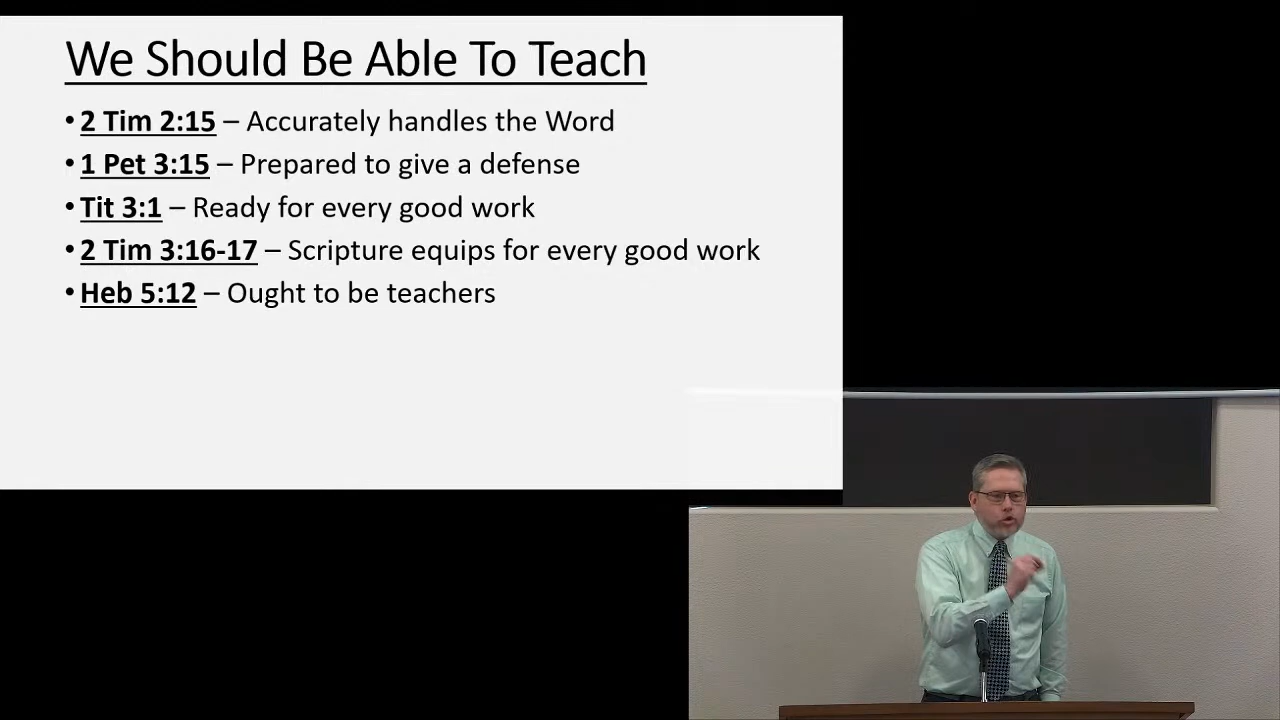 We Should Be Able To Teach
• 2 Tim 2:15 – Accurately handles the Word
• 1 Pet 3:15 – Prepared to give a defense
• Tit 3:1 – Ready for every good work
• 2 Tim 3:16-17 – Scripture equips for every good work
• Heb 5:12 – Ought to be teachers